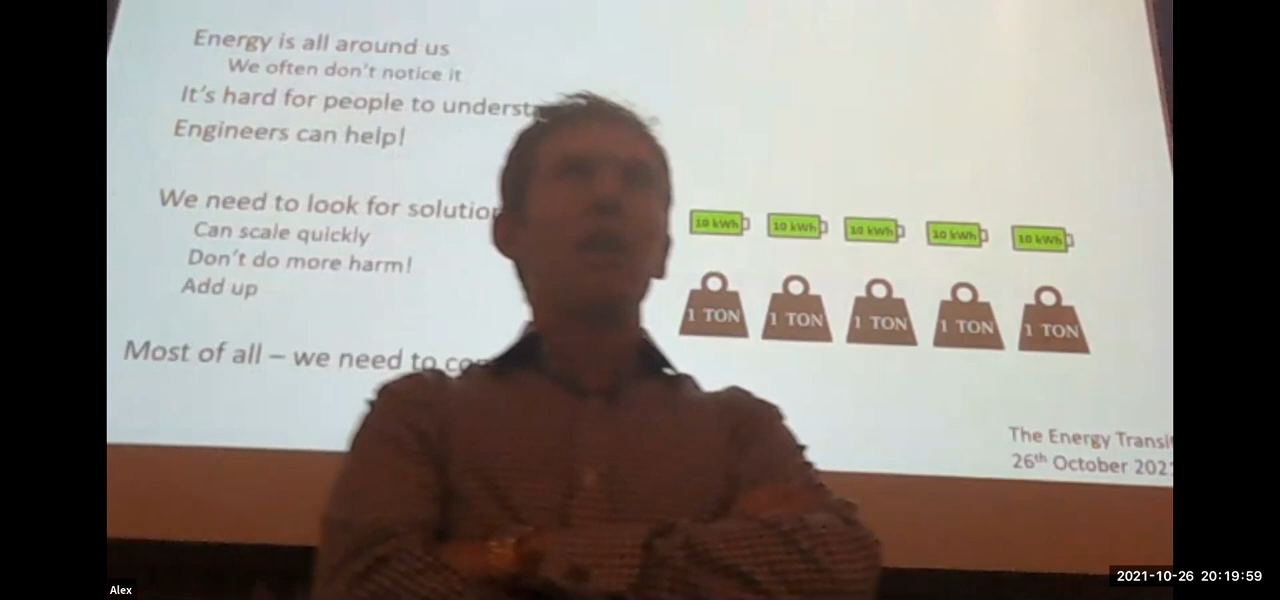 Energy is all around us
We often don't notice it
It's hard for people to underst
Engineers can help!
We need to look for solution
Can scale quickly
Don't do more harm!
Add up
Most of all – we need to co
10 kWh 10 kWh 10 kWh 10 kWh 10 kWh
1 TON 1 TON 1 TON 1 TON 1 TON
The Energy Transi
26th October 202
2021-10-26 20:19:59
Alex